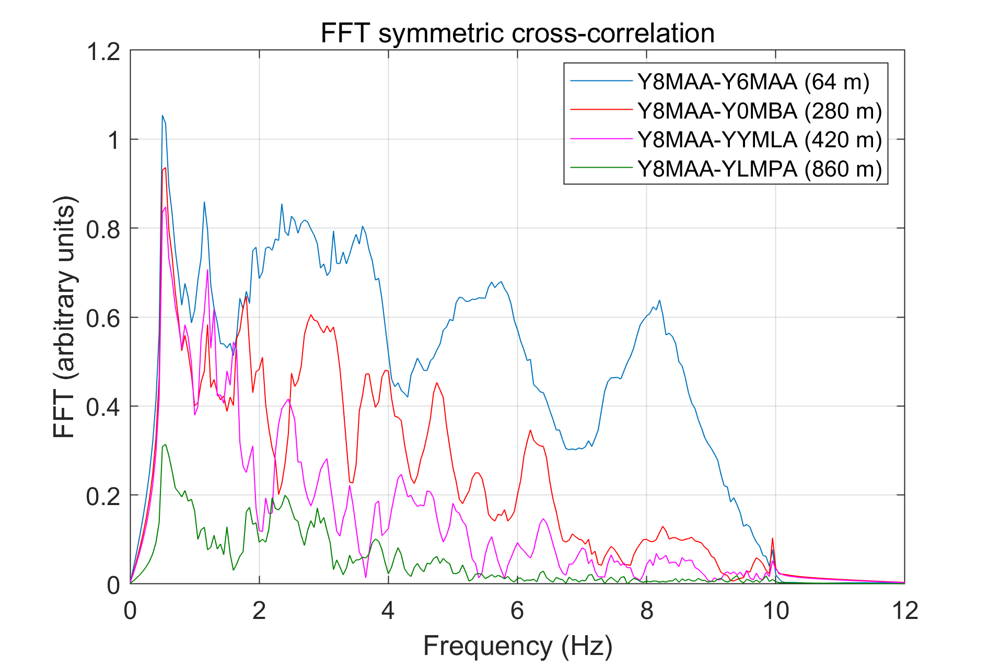 FFT symmetric cross-correlation
1.2
1
0.8
0.6
0.4
0.2
0
FFT (arbitrary units)
Y8MAA-Y6MAA (64 m)
Y8MAA-Y0MBA (280 m)
Y8MAA-YYMLA (420 m)
Y8MAA-YLMPA (860 m)
0 2 4 6 8 10 12
Frequency (Hz)